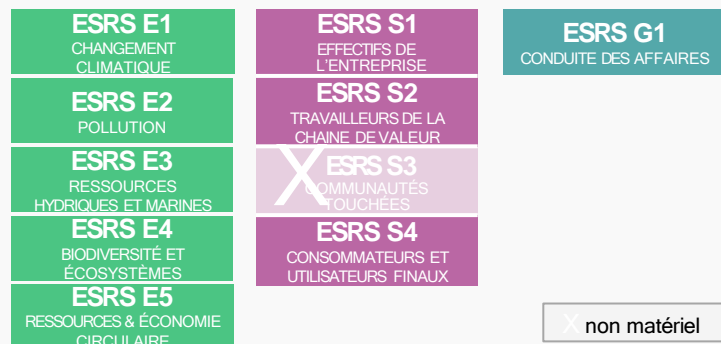 ESRS E1
CHANGEMENT
CLIMATIQUE
ESRS E2
POLLUTION
ESRS E3
RESSOURCES
HYDRIQUES ET MARINES
ESRS E4
BIODIVERSITÉ ET
ÉCOSYSTÈMES
ESRS E5
RESSOURCES & ÉCONOMIE
CIRCULAIRE
ESRS S1
EFFECTIFS DE
L'ENTREPRISE
ESRS S2
TRAVAILLEURS DE LA
CHAINE DE VALEUR
X
ESRS S3
COMMUNAUTÉS
TOUCHÉES
ESRS S4
CONSOMMATEURS ET
UTILISATEURS FINAUX
ESRS G1
CONDUITE DES AFFAIRES
X non matériel